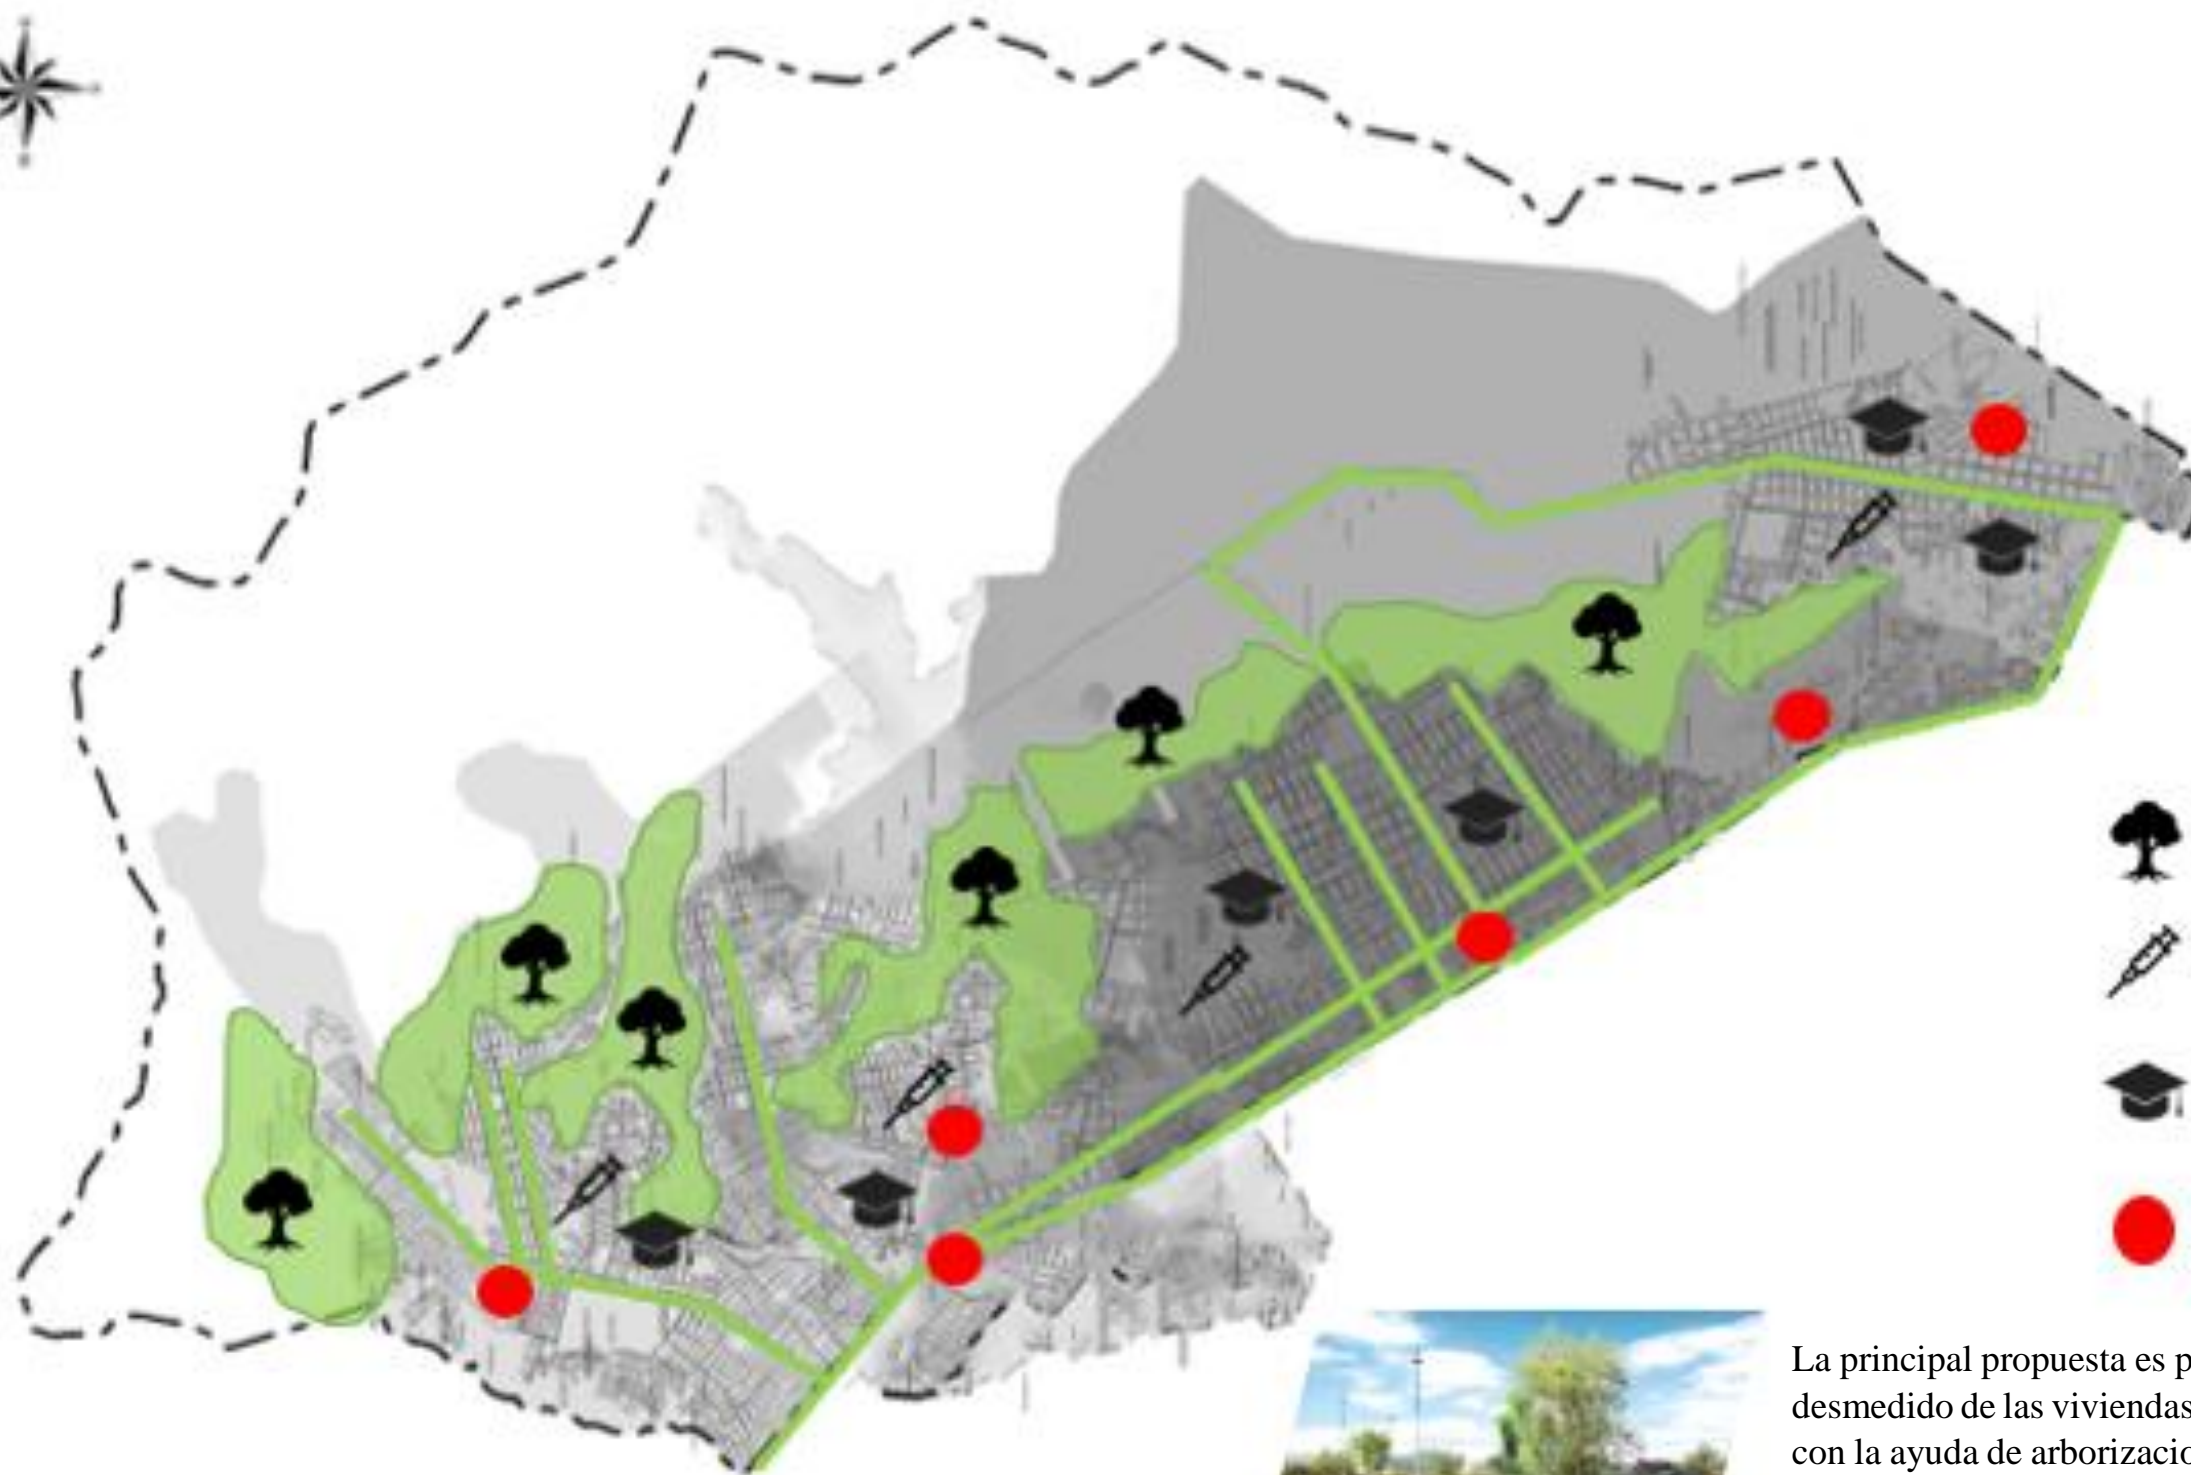 La principal propuesta es p
desmedido de las viviendas
con la ayuda de arborizacio